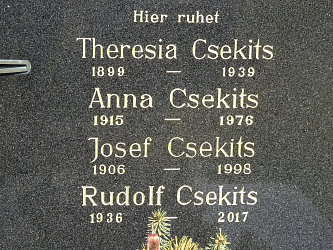 Hier ruhet
Theresia Csekits
1899 — 1939
Anna Csekits
1915 — 1976
Josef Csekits
1906 — 1998
Rudolf Csekits
1936 — 2017